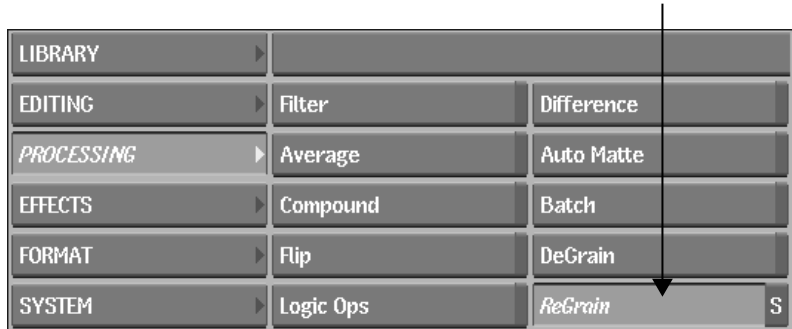 LIBRARY
EDITING Filter Difference
PROCESSING Average Auto Matte
EFFECTS Compound Batch
FORMAT Flip DeGrain
SYSTEM Logic Ops ReGrain S